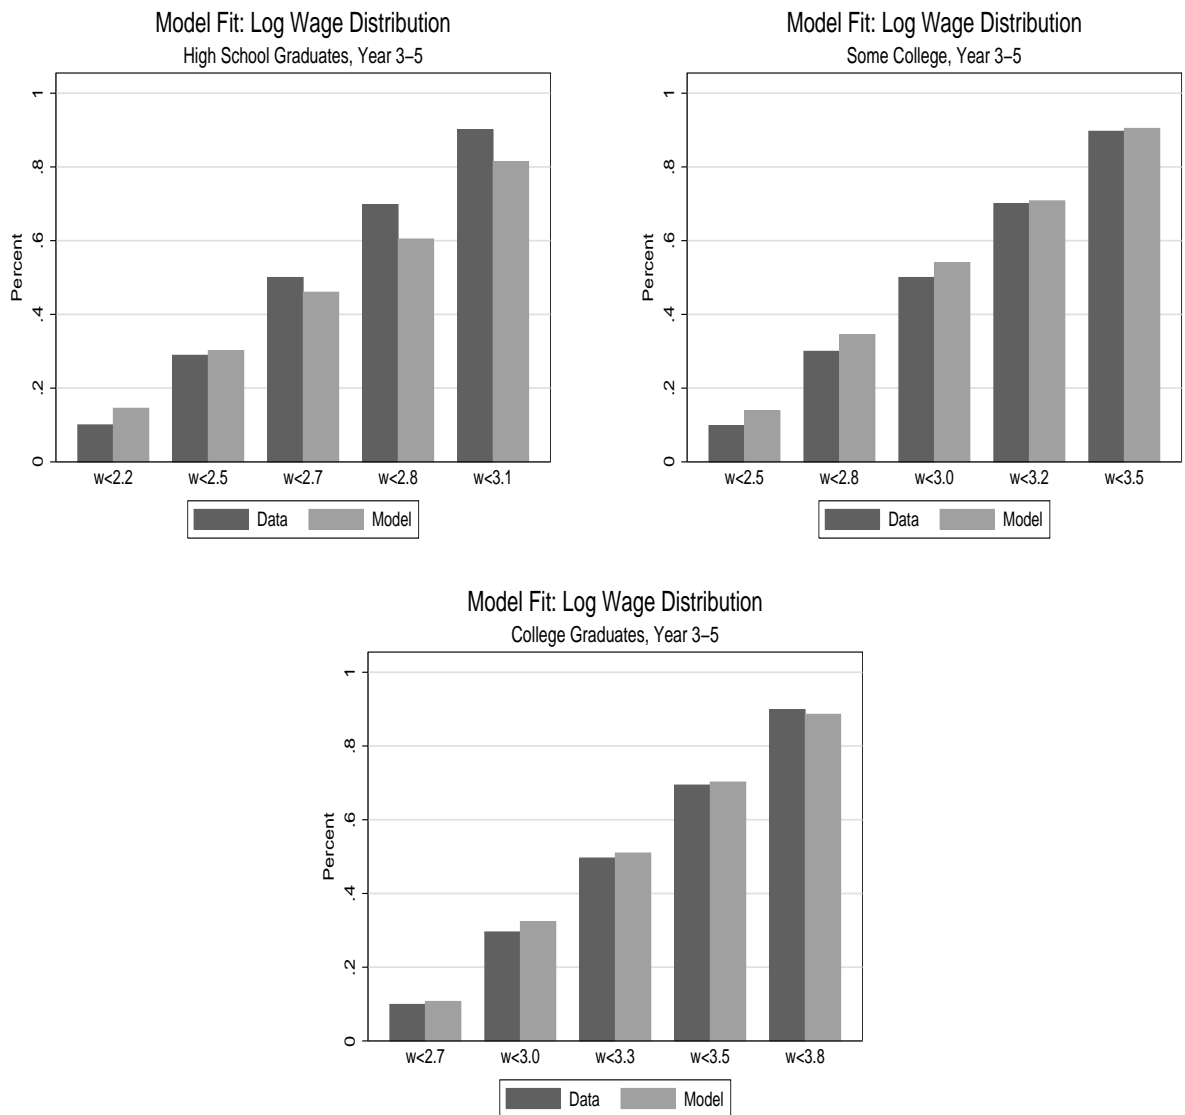 Model Fit: Log Wage Distribution
High School Graduates, Year 3−5
Percent
1
.8
.6
.4
.2
0
w<2.2 w<2.5 w<2.7 w<2.8 w<3.1
Data Model
Model Fit: Log Wage Distribution
Some College, Year 3−5
Percent
1
.8
.6
.4
.2
0
w<2.5 w<2.8 w<3.0 w<3.2 w<3.5
Data Model
Model Fit: Log Wage Distribution
College Graduates, Year 3−5
Percent
1
.8
.6
.4
.2
0
w<2.7 w<3.0 w<3.3 w<3.5 w<3.8
Data Model